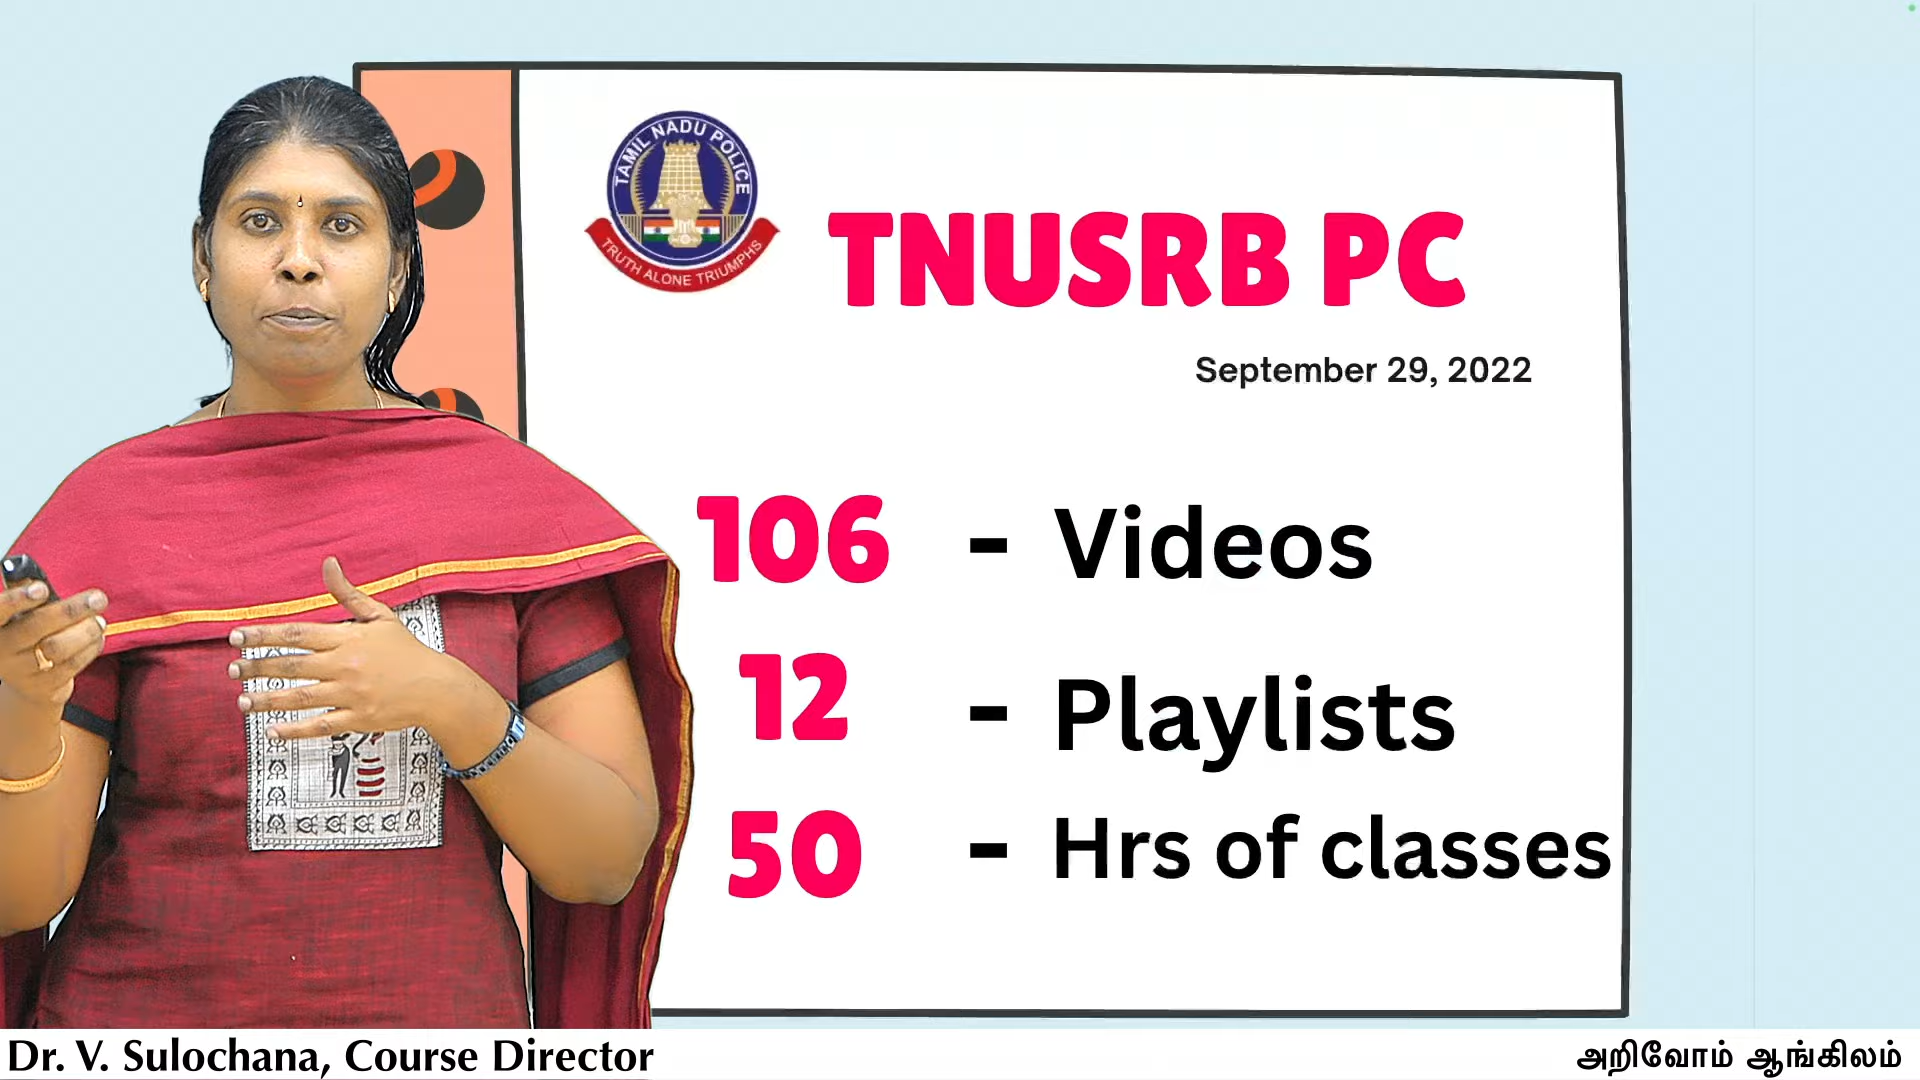 TAMIL NADU POLICE
TRUTH ALONE TRIUMPHS
TNUSRB PC
September 29, 2022
106 - Videos
12 - Playlists
50 - Hrs of classes
Dr. V. Sulochana, Course Director
அறிவோம் ஆங்கிலம்